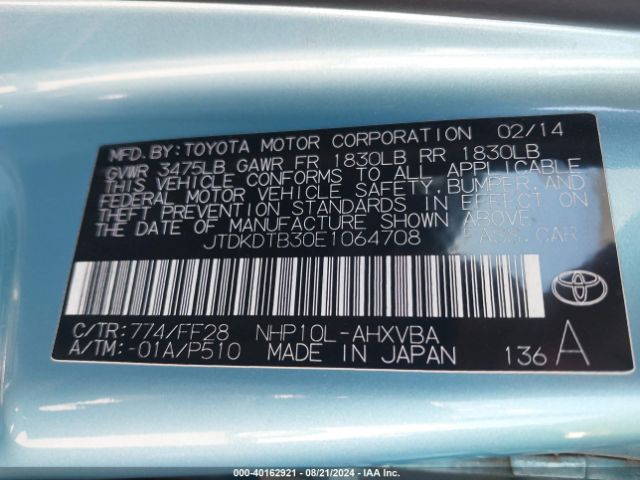 MFD.BY:TOYOTA MOTOR CORPORATION 02/14
GVWR 3475LB GAWR FR 1830LB RR 1830LB
THIS VEHICLE CONFORMS TO ALL APPLICABLE
FEDERAL MOTOR VEHICLE SAFETY,BUMPER,AND
THEFT PREVENTION STANDARDS IN EFFECT ON
THE DATE OF MANUFACTURE SHOWN ABOVE.
JTDKDTB30E1064708 PASS.CAR
C/TR:774/FF28 NHP10L-AHXVBA
A/TM:-01A/P510 MADE IN JAPAN 136 A
000-40162921 - 08/21/2024 - IAA Inc.